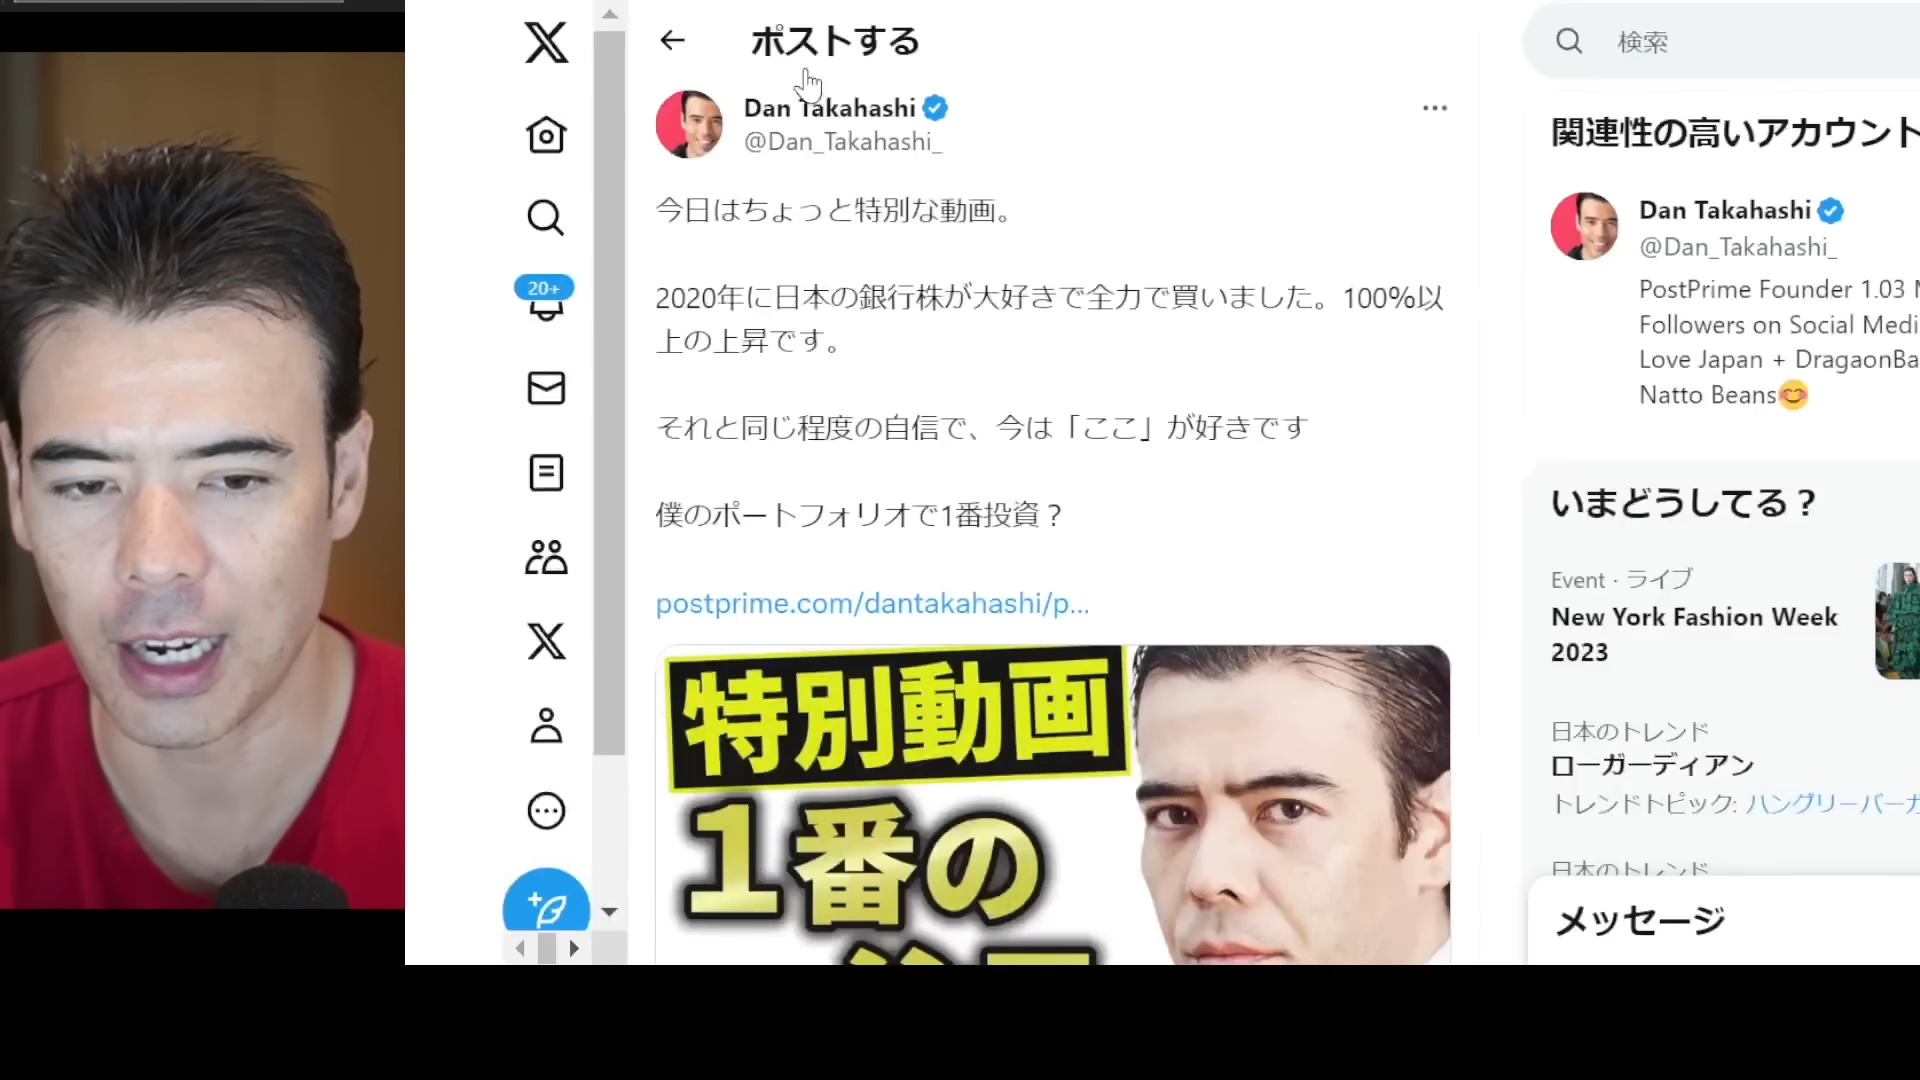 ポストする
Dan Takahashi
@Dan_Takahashi_
今日はちょっと特別な動画。
2020年に日本の銀行株が大好きで全力で買いました。100%以
上の上昇です。
それと同じ程度の自信で、今は「ここ」が好きです
僕のポートフォリオで1番投資？
postprime.com/dantakahashi/p...
特別動画
1番の
20+
検索
関連性の高いアカウント
Dan Takahashi
@Dan_Takahashi_
PostPrime Founder 1.03
Followers on Social Medi
Love Japan + DragaonBa
Natto Beans😊
いまどうしてる？
Event · ライブ
New York Fashion Week
2023
日本のトレンド
ローガーディアン
トレンドトピック: ハングリーバーガ
日本のトレンド
メッセージ